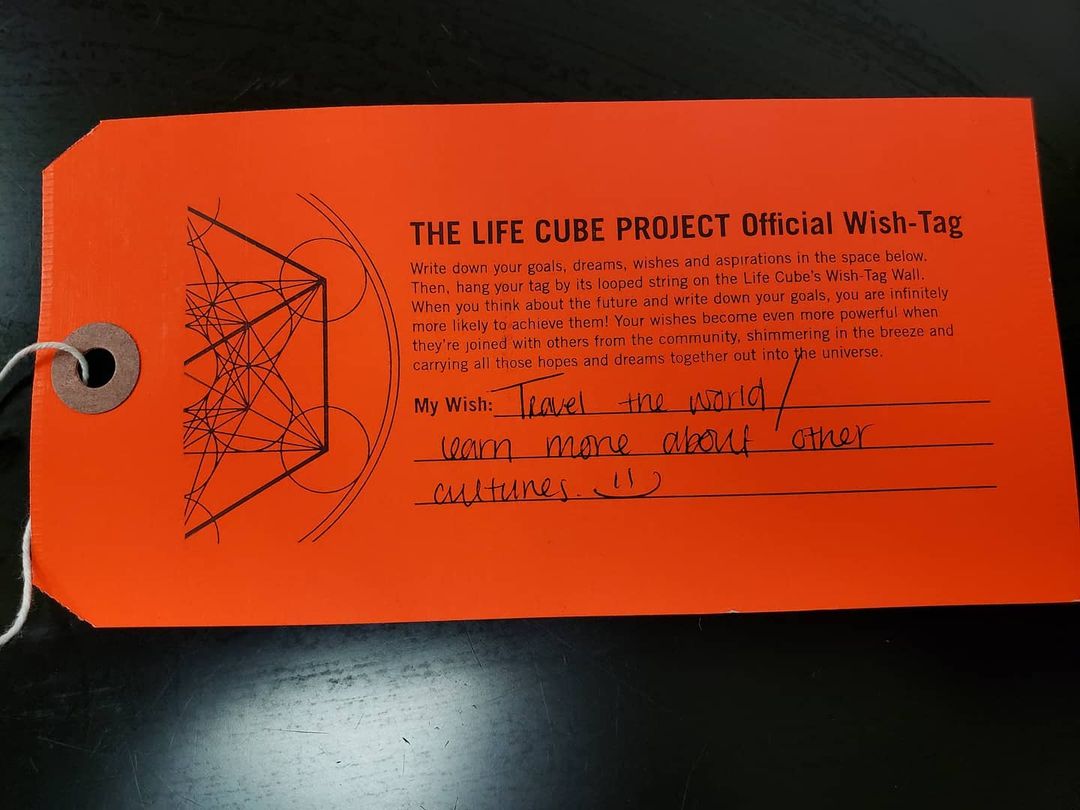 THE LIFE CUBE PROJECT Official Wish-Tag
Write down your goals, dreams, wishes and aspirations in the space below.
Then, hang your tag by its looped string on the Life Cube's Wish-Tag Wall.
When you think about the future and write down your goals, you are infinitely
more likely to achieve them! Your wishes become even more powerful when
they're joined with others from the community, shimmering in the breeze and
carrying all those hopes and dreams together out into the universe.
My Wish: Travel the world/
learn more about other
cultures. :)